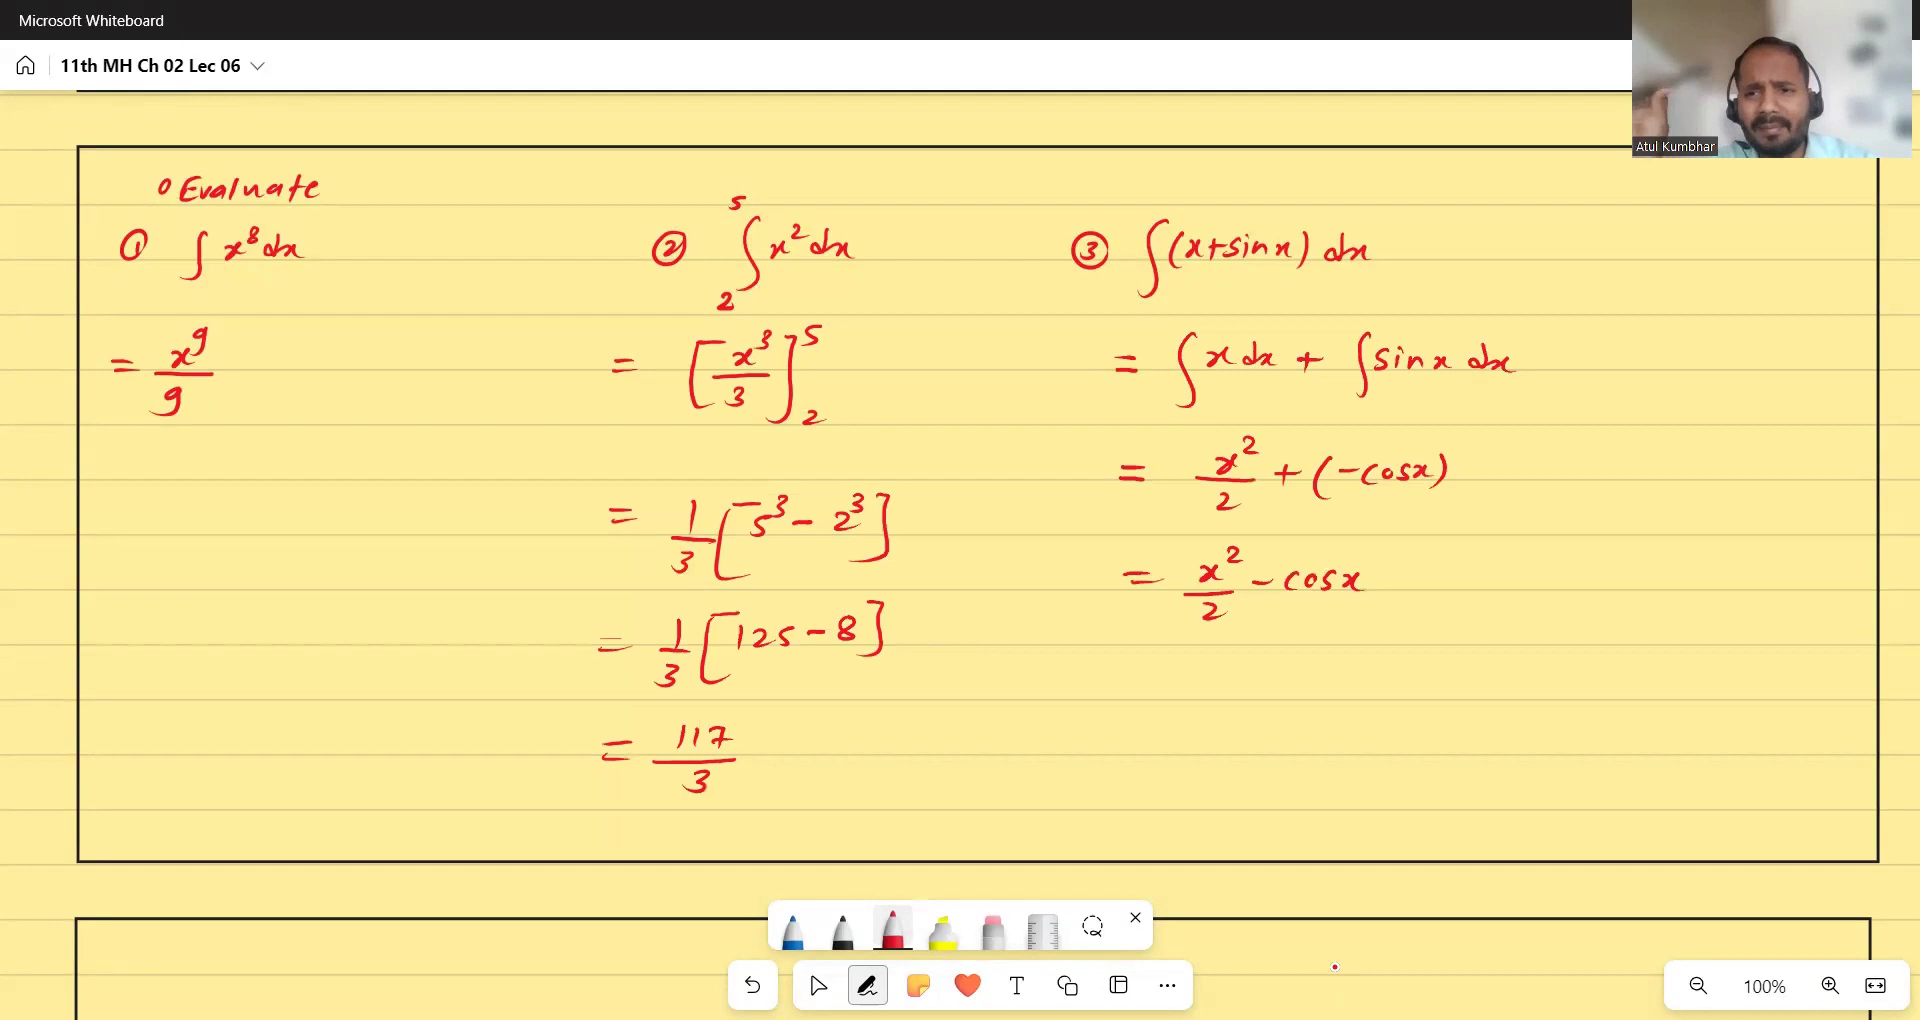 Microsoft Whiteboard
11th MH Ch 02 Lec 06
Atul Kumbhar
Evaluate
① ∫ x⁸ dx
= x⁹/9
② ∫₂⁵ x² dx
= [x³/3]₂⁵
= 1/3 [5³ - 2³]
= 1/3 [125 - 8]
= 117/3
③ ∫ (x + sin x) dx
= ∫ x dx + ∫ sin x dx
= x²/2 + (-cos x)
= x²/2 - cos x
100%